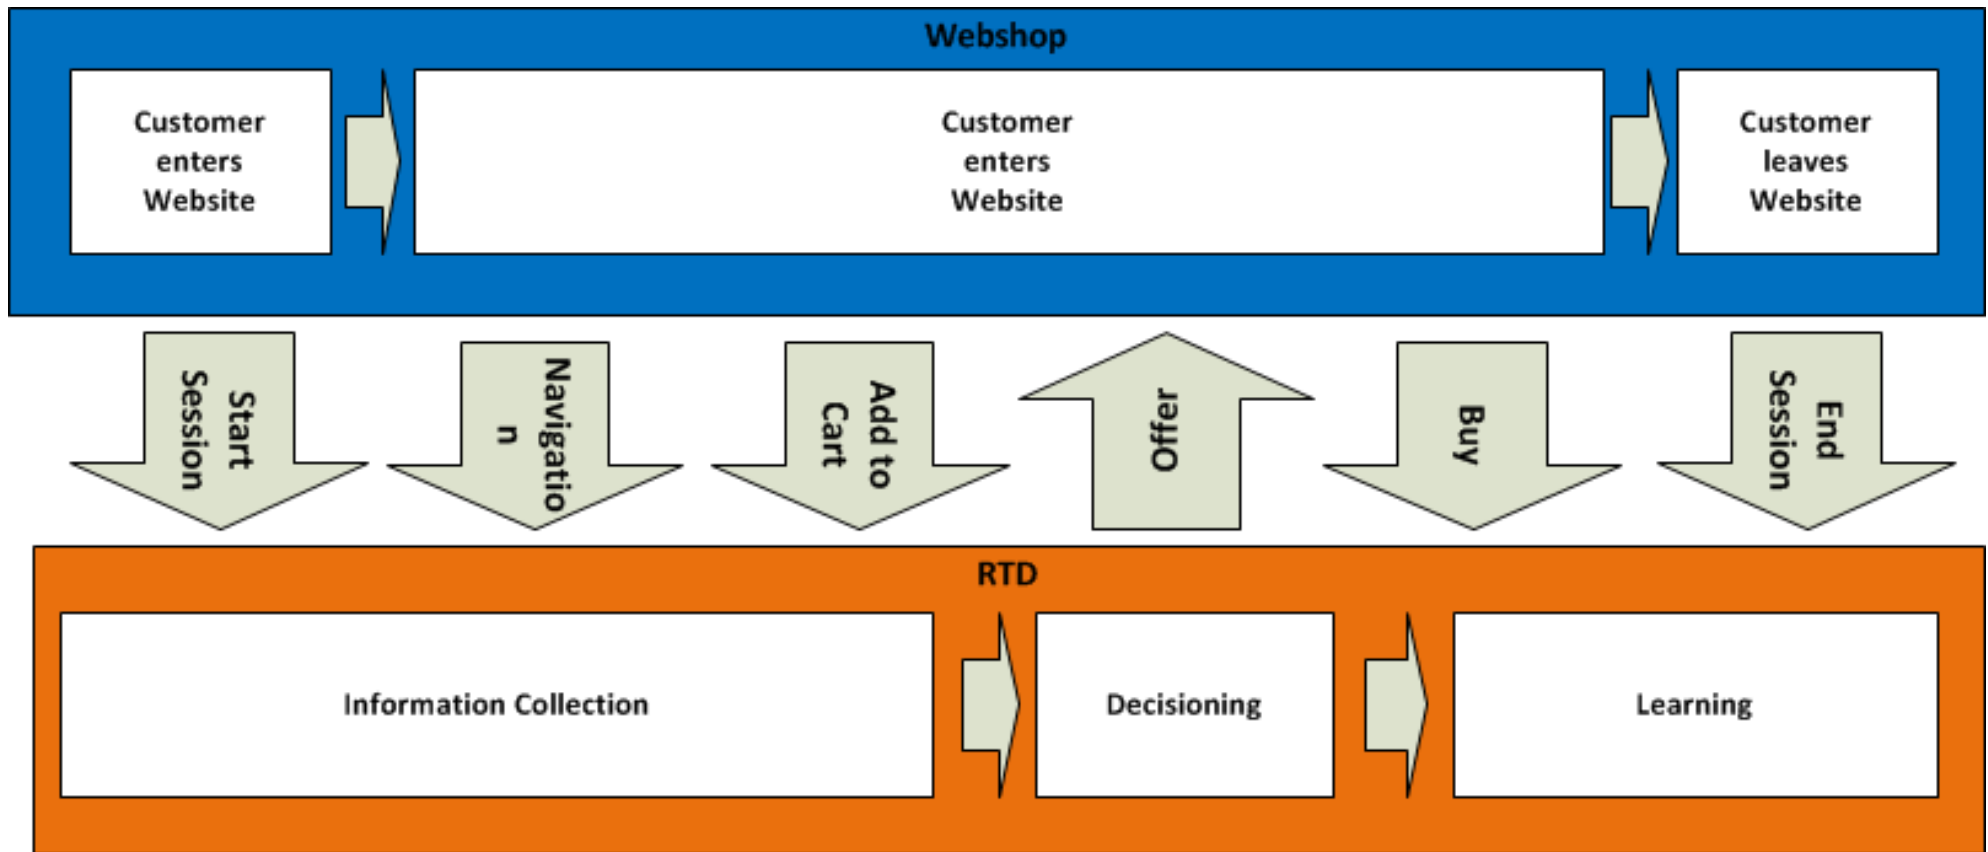 Webshop
Customer
enters
Website
Customer
enters
Website
Customer
leaves
Website
Start
Session
Navigatio
n
Add to
Cart
Offer
Buy
End
Session
RTD
Information Collection
Decisioning
Learning